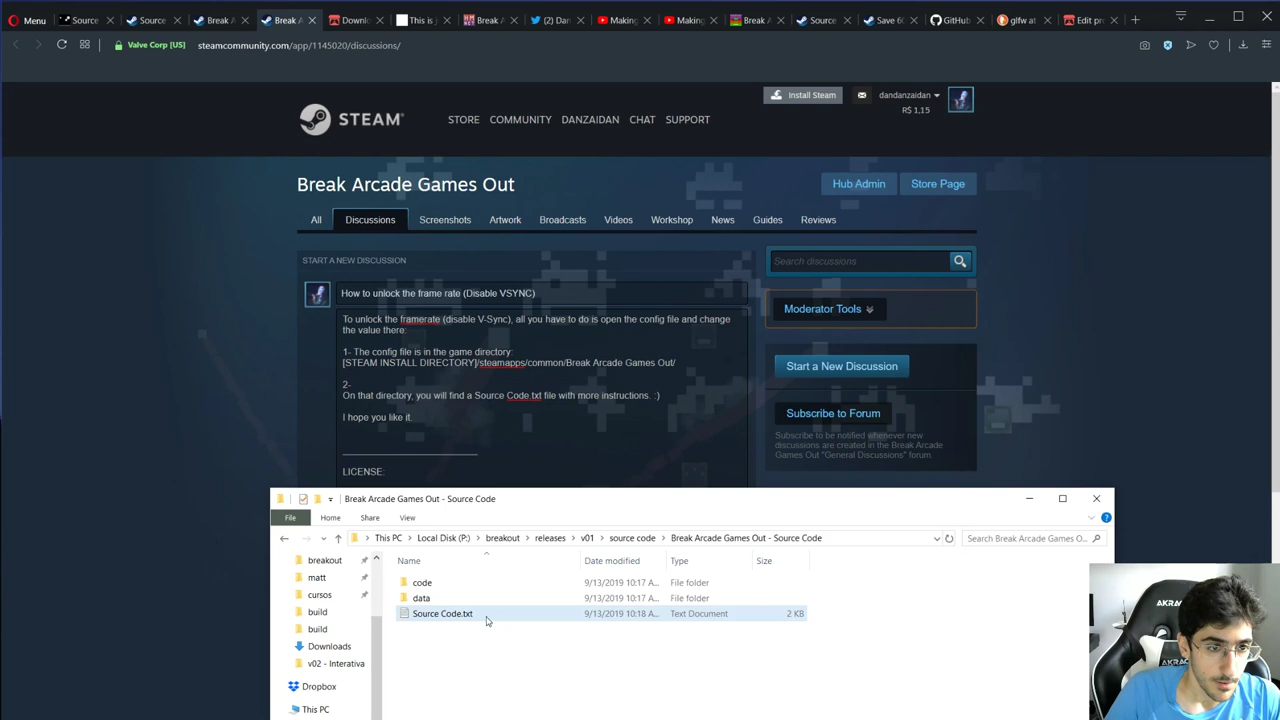 Menu
Source
Source
Break A
Break A
Downlo
This is j
Break A
Dan
Making
Making
Break A
Source
Save 60
GitHub
glfw at
Edit pro
Valve Corp [US]
steamcommunity.com/app/1145020/discussions/
Install Steam
dandanzaidan
R$ 1,15
STEAM
STORE COMMUNITY DANZAIDAN CHAT SUPPORT
Break Arcade Games Out
Hub Admin
Store Page
All Discussions Screenshots Artwork Broadcasts Videos Workshop News Guides Reviews
START A NEW DISCUSSION
How to unlock the frame rate (Disable VSYNC)
To unlock the framerate (disable V-Sync), all you have to do is open the config file and change
the value there:
1- The config file is in the game directory:
[STEAM INSTALL DIRECTORY]/steamapps/common/Break Arcade Games Out/
2-
On that directory, you will find a Source Code.txt file with more instructions. :)
I hope you like it.
LICENSE:
Search discussions
Moderator Tools
Start a New Discussion
Subscribe to Forum
Subscribe to be notified whenever new
discussions are created in the Break Arcade
Games Out "General Discussions" forum.
Break Arcade Games Out - Source Code
File Home Share View
This PC › Local Disk (P:) › breakout › releases › v01 › source code › Break Arcade Games Out - Source Code
Search Break Arcade Games O...
breakout
matt
cursos
build
build
Downloads
v02 - Interativa
Dropbox
This PC
Name Date modified Type Size
code 9/13/2019 10:17 A... File folder
data 9/13/2019 10:17 A... File folder
Source Code.txt 9/13/2019 10:18 A... Text Document 2 KB
AKRAC